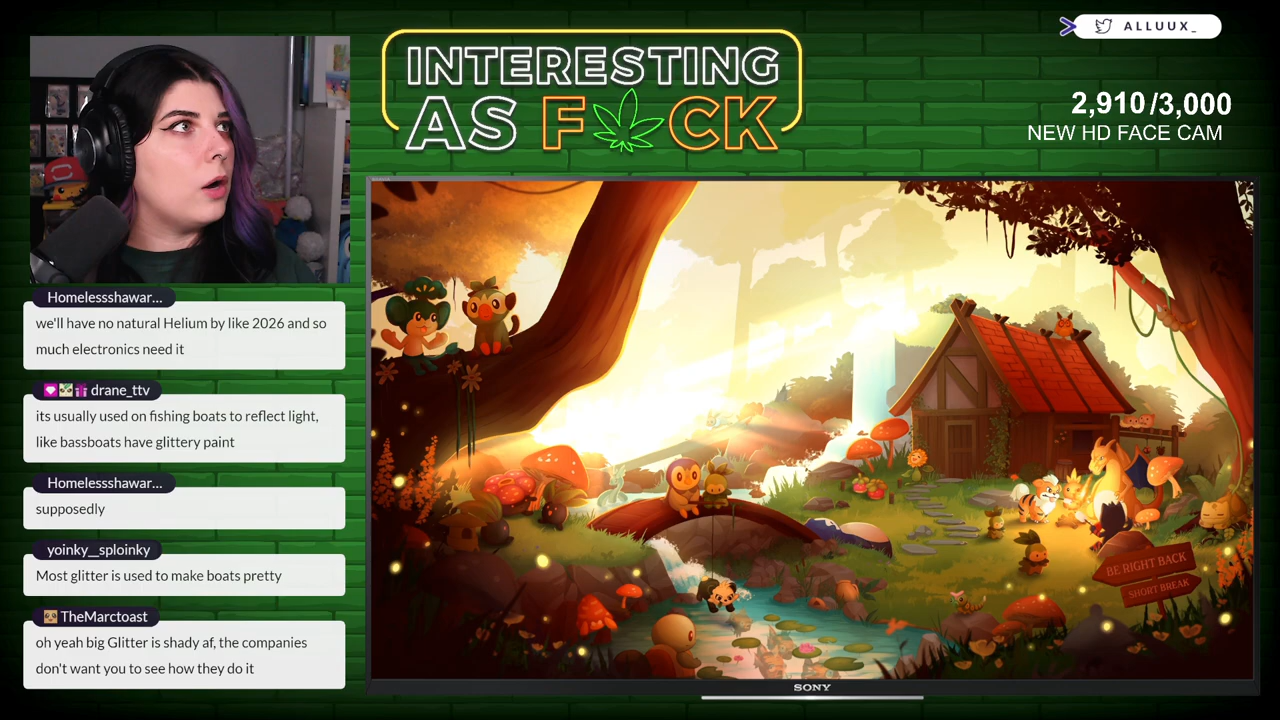 ALLUUX_
INTERESTING
AS F CK
2,910/3,000
NEW HD FACE CAM
Homelessshawar...
we'll have no natural Helium by like 2026 and so
much electronics need it
drane_ttv
its usually used on fishing boats to reflect light,
like bassboats have glittery paint
Homelessshawar...
supposedly
yoinky__sploinky
Most glitter is used to make boats pretty
TheMarctoast
oh yeah big Glitter is shady af, the companies
don't want you to see how they do it
BE RIGHT BACK
SHORT BREAK
SONY